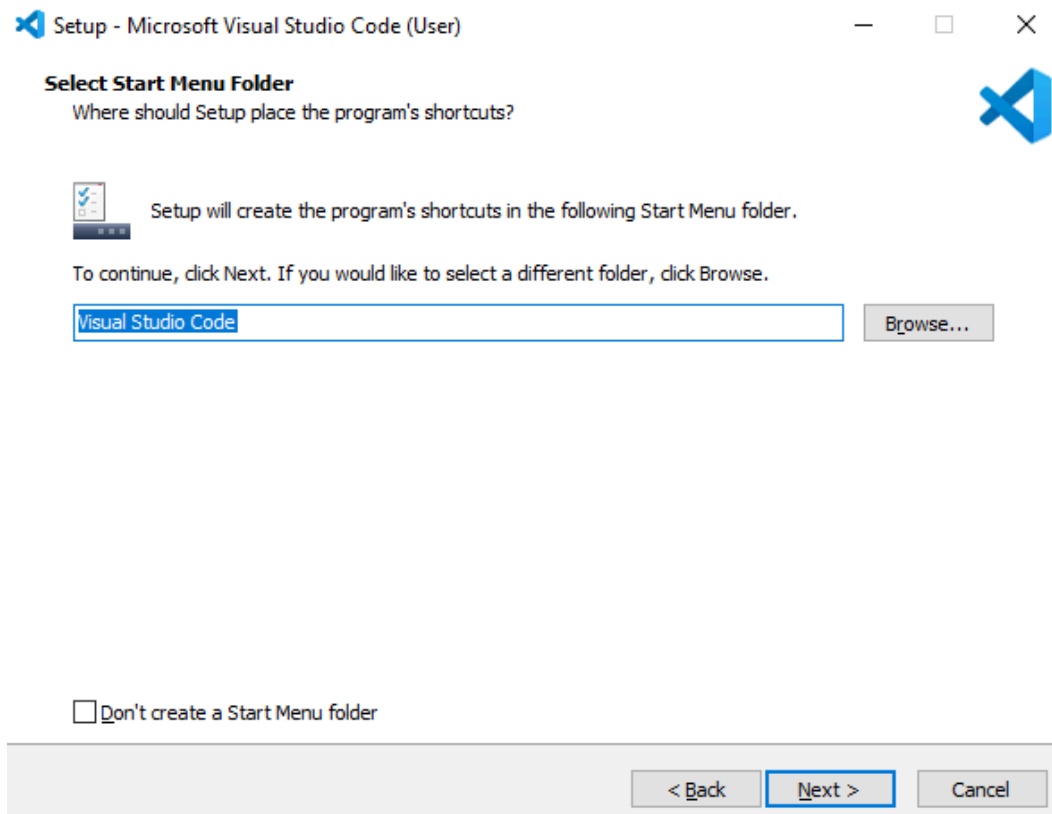 Setup - Microsoft Visual Studio Code (User)
Select Start Menu Folder
Where should Setup place the program's shortcuts?
Setup will create the program's shortcuts in the following Start Menu folder.
To continue, click Next. If you would like to select a different folder, click Browse.
Visual Studio Code
Browse...
Don't create a Start Menu folder
< Back
Next >
Cancel